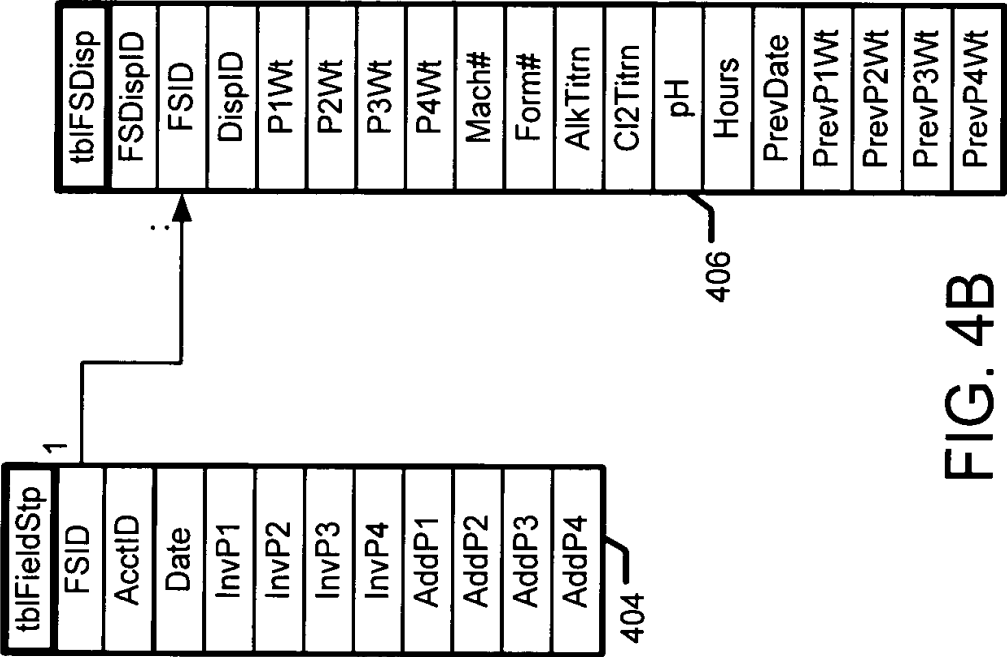 tblFieldStp
FSID
AcctID
Date
InvP1
InvP2
InvP3
InvP4
AddP1
AddP2
AddP3
AddP4
404
1
:
tblFSDisp
FSDispID
FSID
DispID
P1Wt
P2Wt
P3Wt
P4Wt
Mach#
Form#
AlkTitrn
Cl2Titrn
pH
Hours
PrevDate
PrevP1Wt
PrevP2Wt
PrevP3Wt
PrevP4Wt
406
FIG. 4B